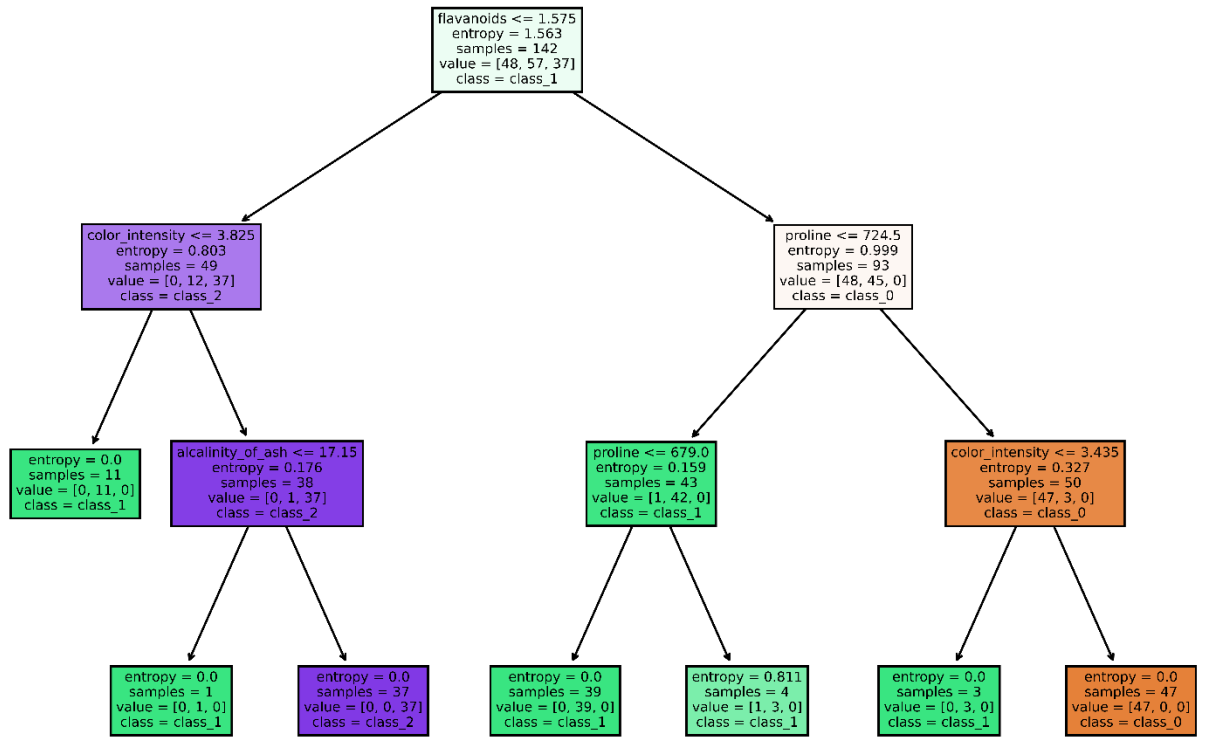 flavanoids <= 1.575
entropy = 1.563
samples = 142
value = [48, 57, 37]
class = class_1
color_intensity <= 3.825
entropy = 0.803
samples = 49
value = [0, 12, 37]
class = class_2
proline <= 724.5
entropy = 0.999
samples = 93
value = [48, 45, 0]
class = class_0
entropy = 0.0
samples = 11
value = [0, 11, 0]
class = class_1
alcalinity_of_ash <= 17.15
entropy = 0.176
samples = 38
value = [0, 1, 37]
class = class_2
proline <= 679.0
entropy = 0.159
samples = 43
value = [1, 42, 0]
class = class_1
color_intensity <= 3.435
entropy = 0.327
samples = 50
value = [47, 3, 0]
class = class_0
entropy = 0.0
samples = 1
value = [0, 1, 0]
class = class_1
entropy = 0.0
samples = 37
value = [0, 0, 37]
class = class_2
entropy = 0.0
samples = 39
value = [0, 39, 0]
class = class_1
entropy = 0.811
samples = 4
value = [1, 3, 0]
class = class_1
entropy = 0.0
samples = 3
value = [0, 3, 0]
class = class_1
entropy = 0.0
samples = 47
value = [47, 0, 0]
class = class_0